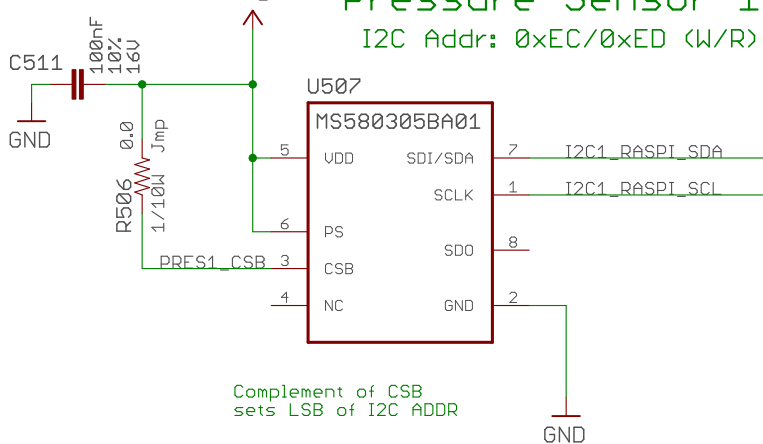 Pressure Sensor 1
I2C Addr: 0xEC/0xED (W/R)
C511
100nF
10%
16V
GND
R506
0.0
Jmp
1/10W
U507
MS580305BA01
5
VDD
SDI/SDA
7
I2C1_RASPI_SDA
SCLK
1
I2C1_RASPI_SCL
6
PS
SDO
8
PRES1_CSB
3
CSB
4
NC
GND
2
Complement of CSB
sets LSB of I2C ADDR
GND